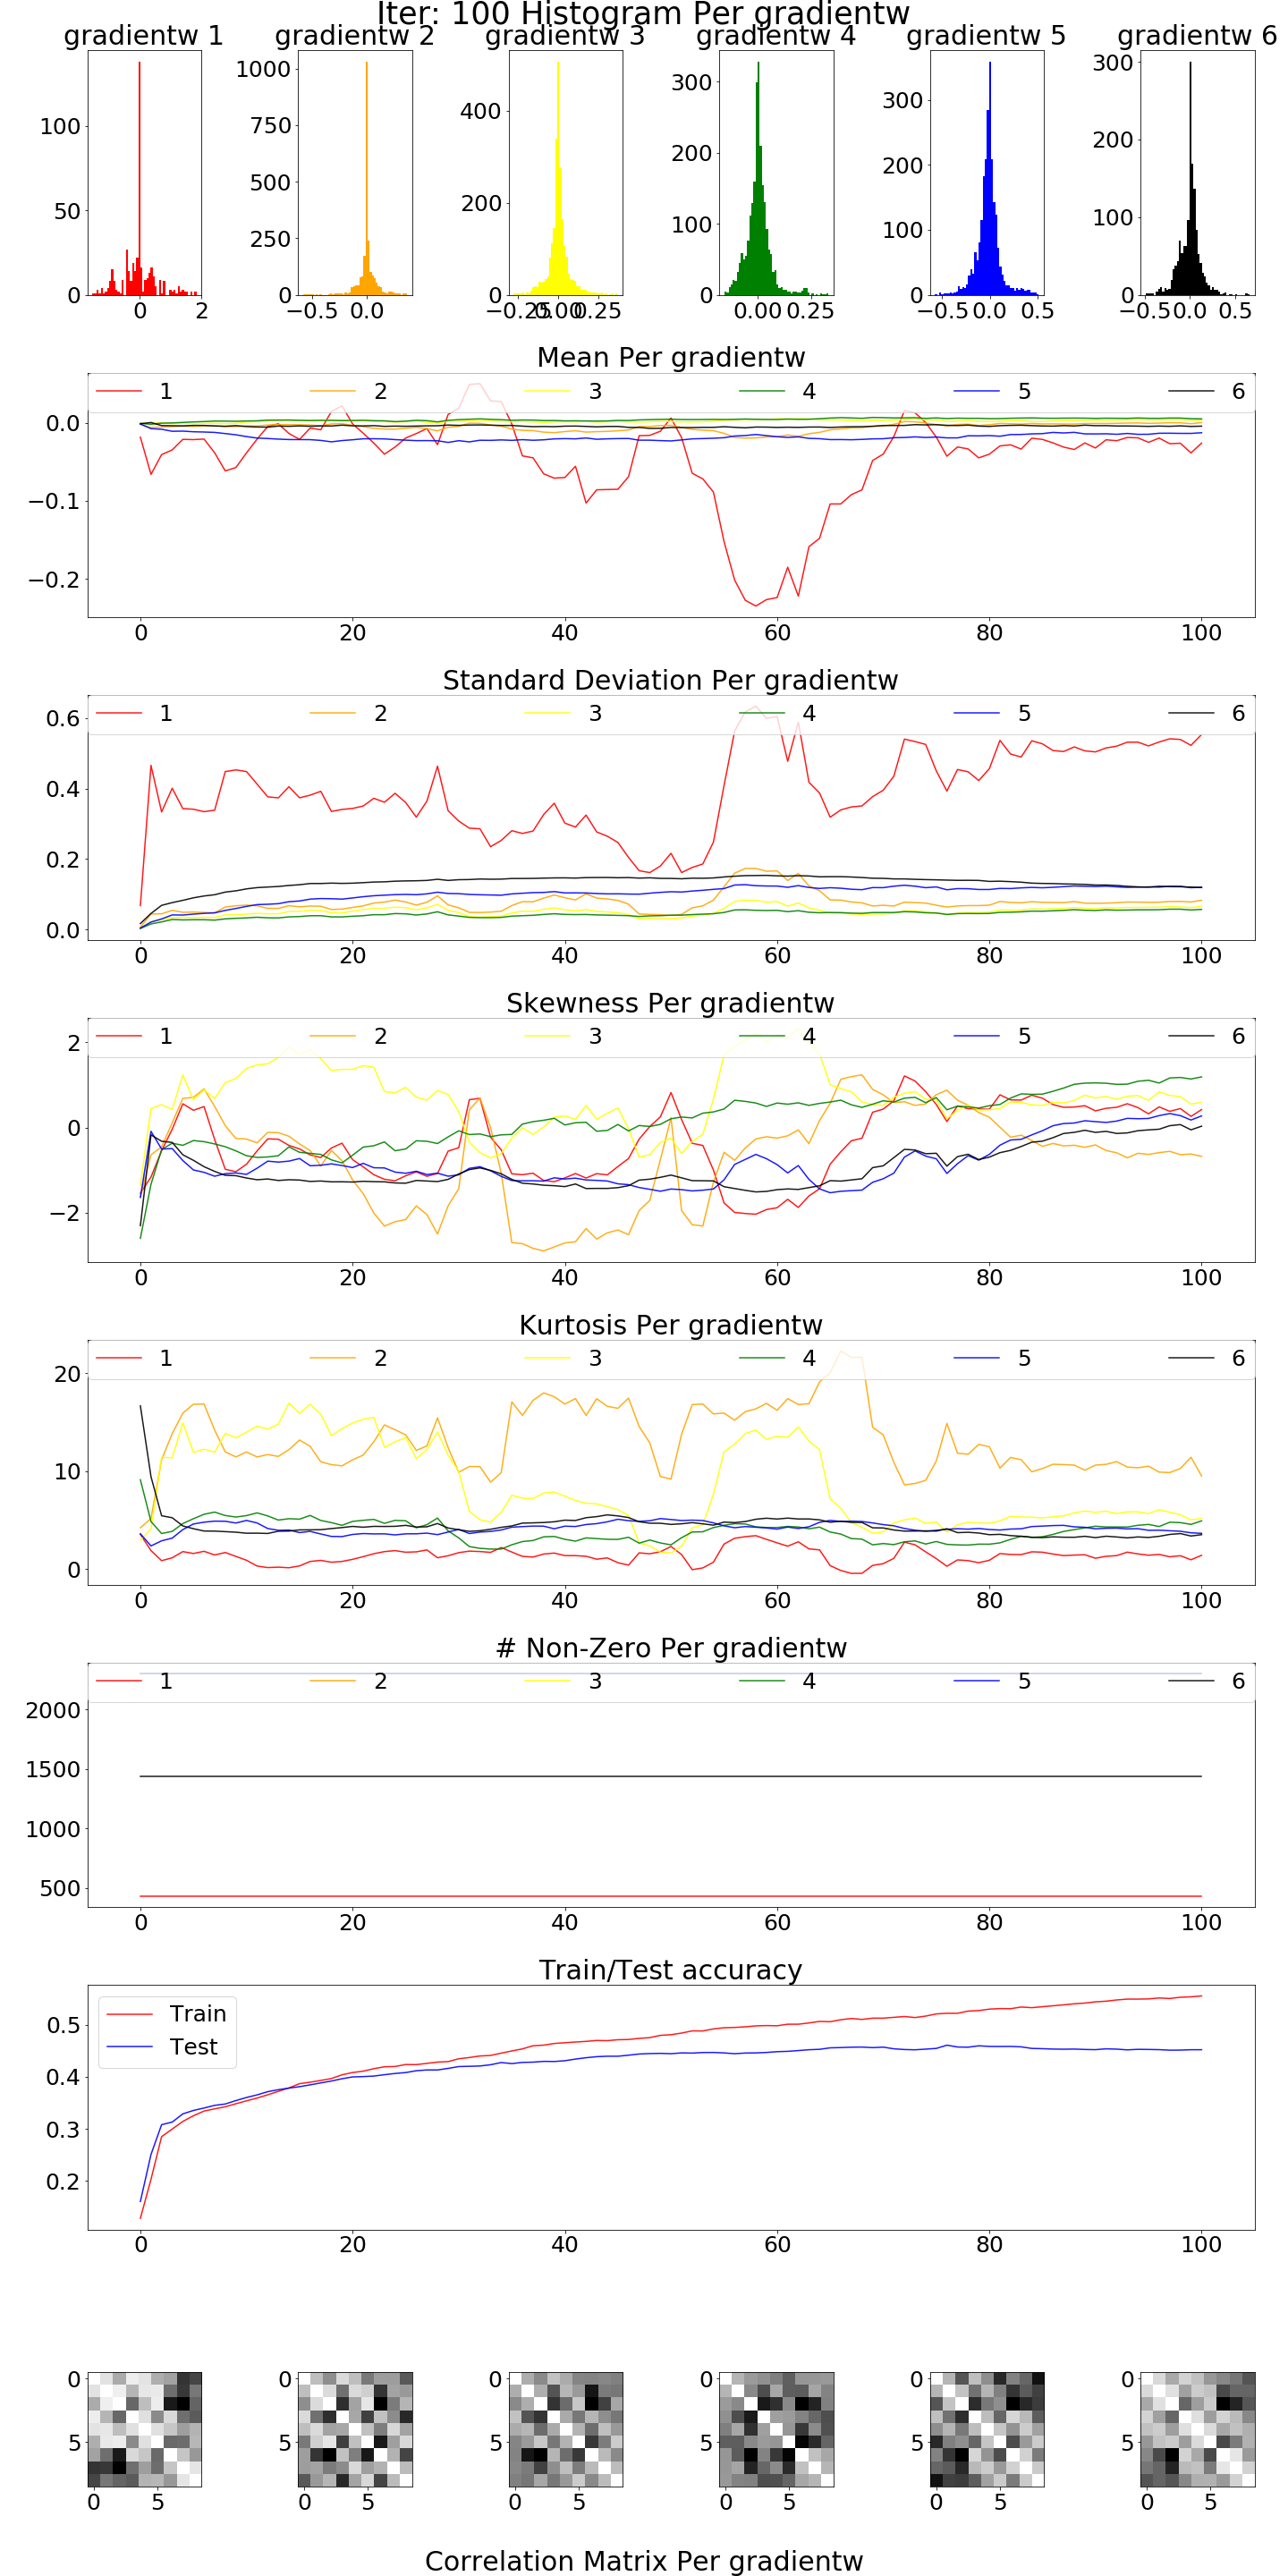 Iter: 100 Histogram Per gradientw
gradientw 1 gradientw 2 gradientw 3 gradientw 4 gradientw 5 gradientw 6
100
50
0
0 2
1000
750
500
250
0
−0.5 0.0
400
200
0
−0.25 0.00 0.25
300
200
100
0
0.00 0.25
300
200
100
0
−0.5 0.0 0.5
300
200
100
0
−0.5 0.0 0.5
Mean Per gradientw
1 2 3 4 5 6
0.0
−0.1
−0.2
0 20 40 60 80 100
Standard Deviation Per gradientw
1 2 3 4 5 6
0.6
0.4
0.2
0.0
0 20 40 60 80 100
Skewness Per gradientw
1 2 3 4 5 6
2
0
−2
0 20 40 60 80 100
Kurtosis Per gradientw
1 2 3 4 5 6
20
10
0
0 20 40 60 80 100
# Non-Zero Per gradientw
1 2 3 4 5 6
2000
1500
1000
500
0 20 40 60 80 100
Train/Test accuracy
Train
Test
0.5
0.4
0.3
0.2
0 20 40 60 80 100
0 0 0 0 0 0
5 5 5 5 5 5
0 5 0 5 0 5 0 5 0 5 0 5
Correlation Matrix Per gradientw